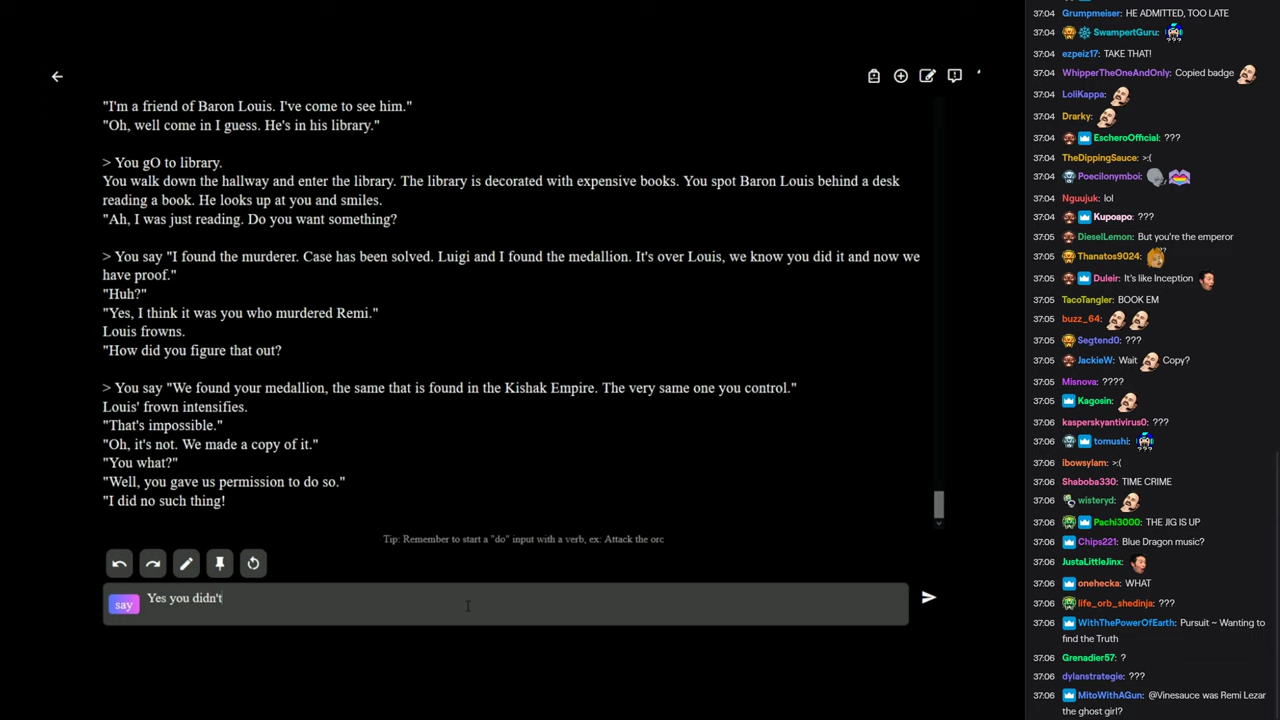 "I'm a friend of Baron Louis. I've come to see him."
"Oh, well come in I guess. He's in his library."
> You gO to library.
You walk down the hallway and enter the library. The library is decorated with expensive books. You spot Baron Louis behind a desk
reading a book. He looks up at you and smiles.
"Ah, I was just reading. Do you want something?
> You say "I found the murderer. Case has been solved. Luigi and I found the medallion. It's over Louis, we know you did it and now we
have proof."
"Huh?"
"Yes, I think it was you who murdered Remi."
Louis frowns.
"How did you figure that out?
> You say "We found your medallion, the same that is found in the Kishak Empire. The very same one you control."
Louis' frown intensifies.
"That's impossible."
"Oh, it's not. We made a copy of it."
"You what?"
"Well, you gave us permission to do so."
"I did no such thing!
Tip: Remember to start a "do" input with a verb, ex: Attack the orc
say Yes you didn't
37:04 Grumpmeiser: HE ADMITTED, TOO LATE
37:04 SwampertGuru:
37:04 ezpeiz17: TAKE THAT!
37:04 WhipperTheOneAndOnly: Copied badge
37:04 LoliKappa:
37:04 Drarky:
37:04 EscheroOfficial: ???
37:04 TheDippingSauce: >:(
37:04 Poecilonymboi:
37:04 Nguujuk: lol
37:04 Kupoapo: ???
37:05 DieselLemon: But you're the emperor
37:05 Thanatos9024:
37:05 Duleir: It's like Inception
37:05 TacoTangler: BOOK EM
37:05 buzz_64:
37:05 Segtend0: ???
37:05 JackieW: Wait Copy?
37:05 Misnova: ????
37:05 Kagosin:
37:06 kasperskyantivirus0: ???
37:06 tomushi:
37:06 ibowsylam: >:(
37:06 Shaboba330: TIME CRIME
37:06 wisteryd:
37:06 Pachi3000: THE JIG IS UP
37:06 Chips221: Blue Dragon music?
37:06 JustaLittleJinx:
37:06 onehecka: WHAT
37:06 life_orb_shedinja: ???
37:06 WithThePowerOfEarth: Pursuit ~ Wanting to
find the Truth
37:06 Grenadier57: ?
37:06 dylanstrategie: ???
37:06 MitoWithAGun: @Vinesauce was Remi Lezar
the ghost girl?